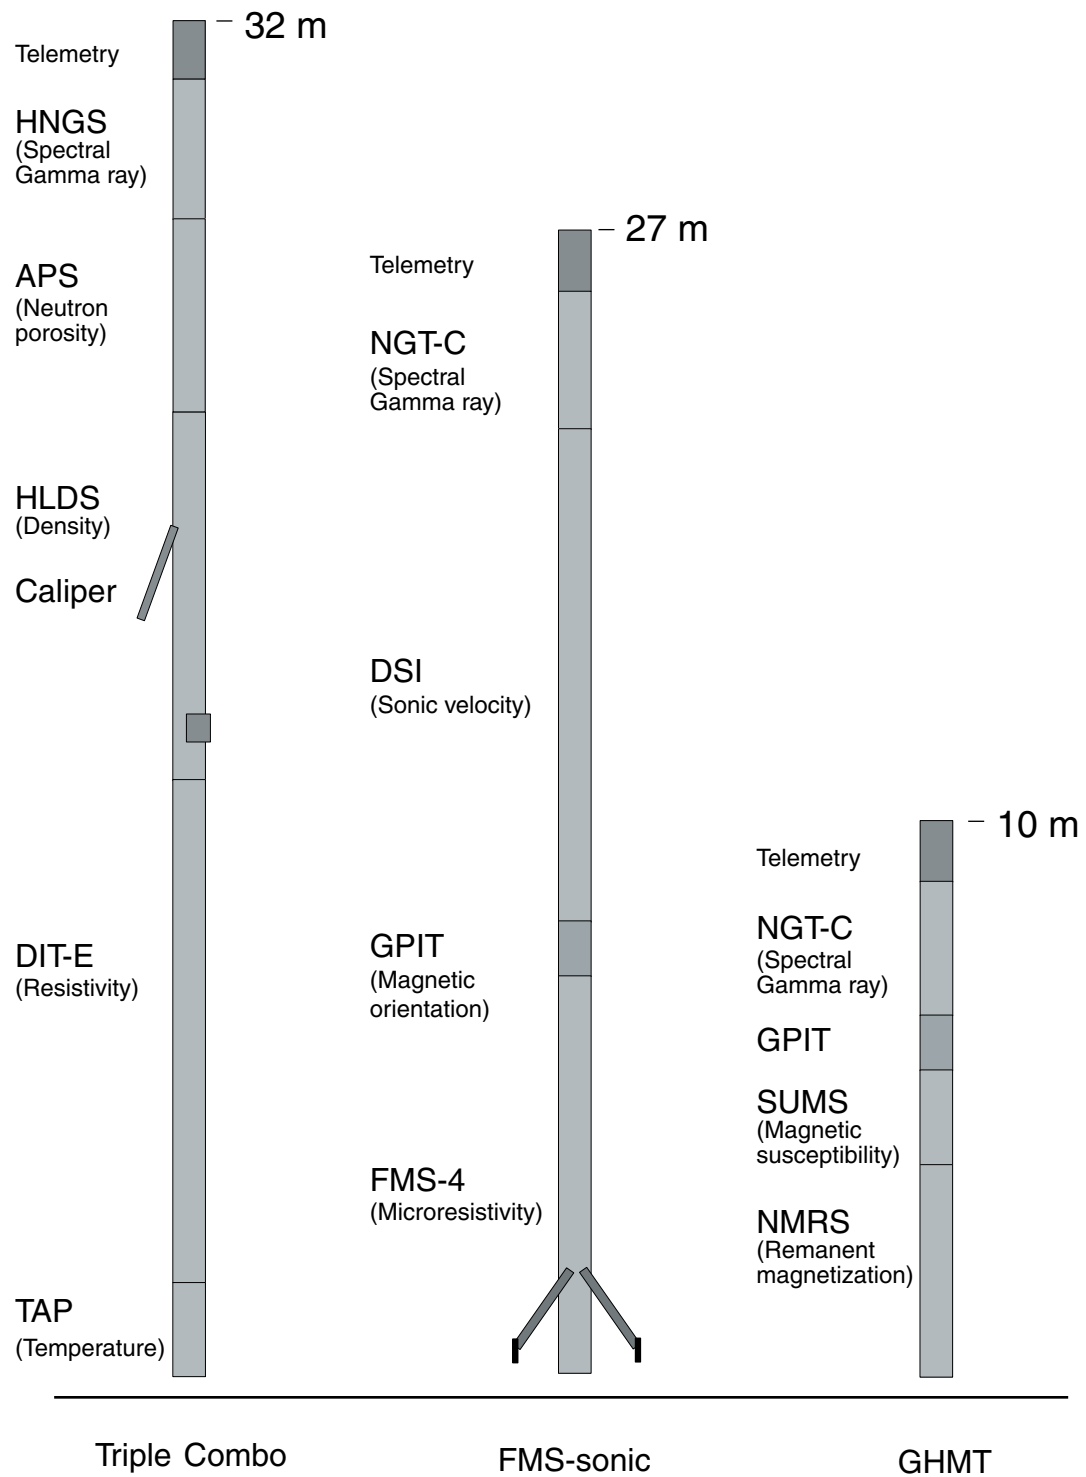 32 m
Telemetry
HNGS
(Spectral
Gamma ray)
APS
(Neutron
porosity)
HLDS
(Density)
Caliper
DIT-E
(Resistivity)
TAP
(Temperature)
Triple Combo
27 m
Telemetry
NGT-C
(Spectral
Gamma ray)
DSI
(Sonic velocity)
GPIT
(Magnetic
orientation)
FMS-4
(Microresistivity)
FMS-sonic
10 m
Telemetry
NGT-C
(Spectral
Gamma ray)
GPIT
SUMS
(Magnetic
susceptibility)
NMRS
(Remanent
magnetization)
GHMT